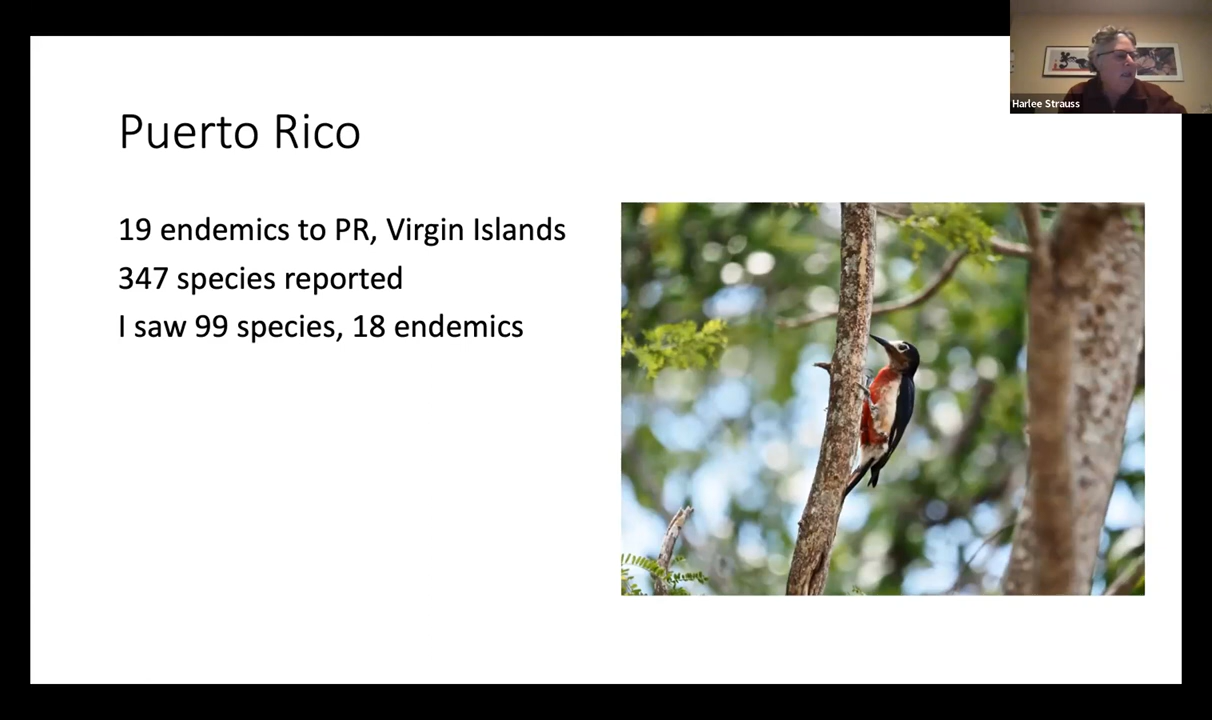 Harlee Strauss
Puerto Rico
19 endemics to PR, Virgin Islands
347 species reported
I saw 99 species, 18 endemics